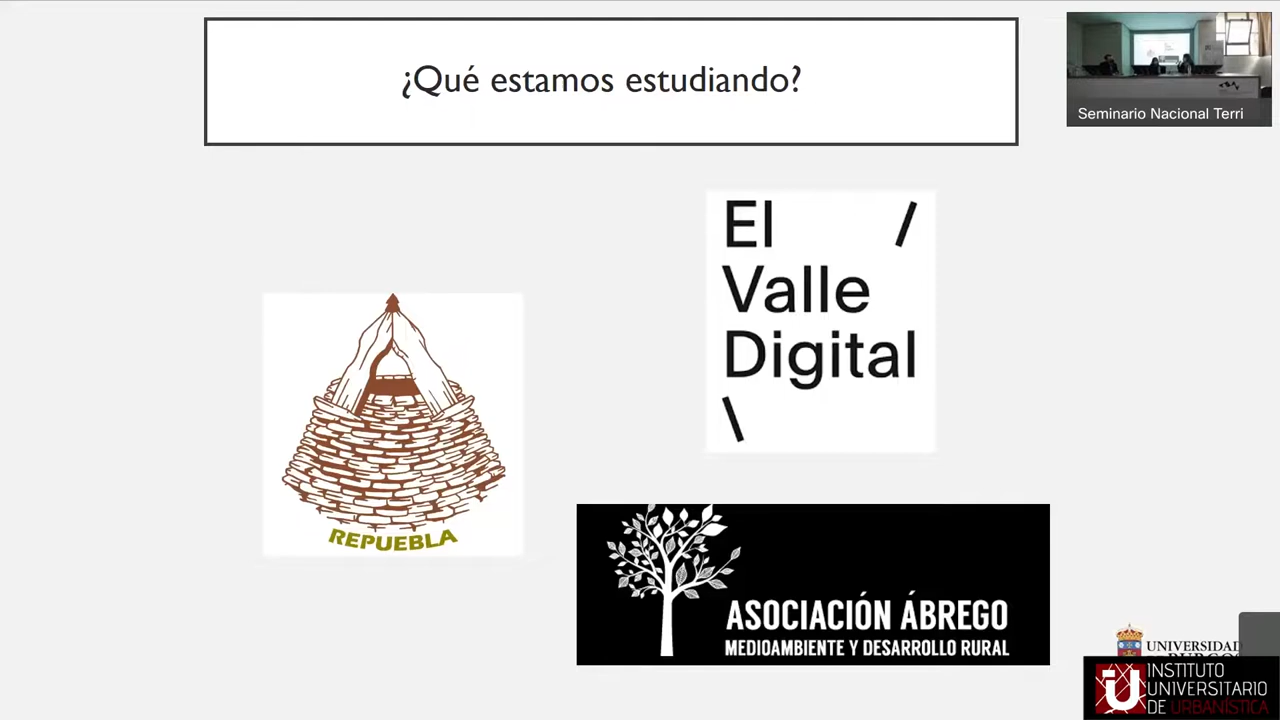 ¿Qué estamos estudiando?
Seminario Nacional Terri
El /
Valle
Digital
\
REPUEBLA
ASOCIACIÓN ÁBREGO
MEDIOAMBIENTE Y DESARROLLO RURAL
UNIVERSIDAD
INSTITUTO
UNIVERSITARIO
DE URBANÍSTICA